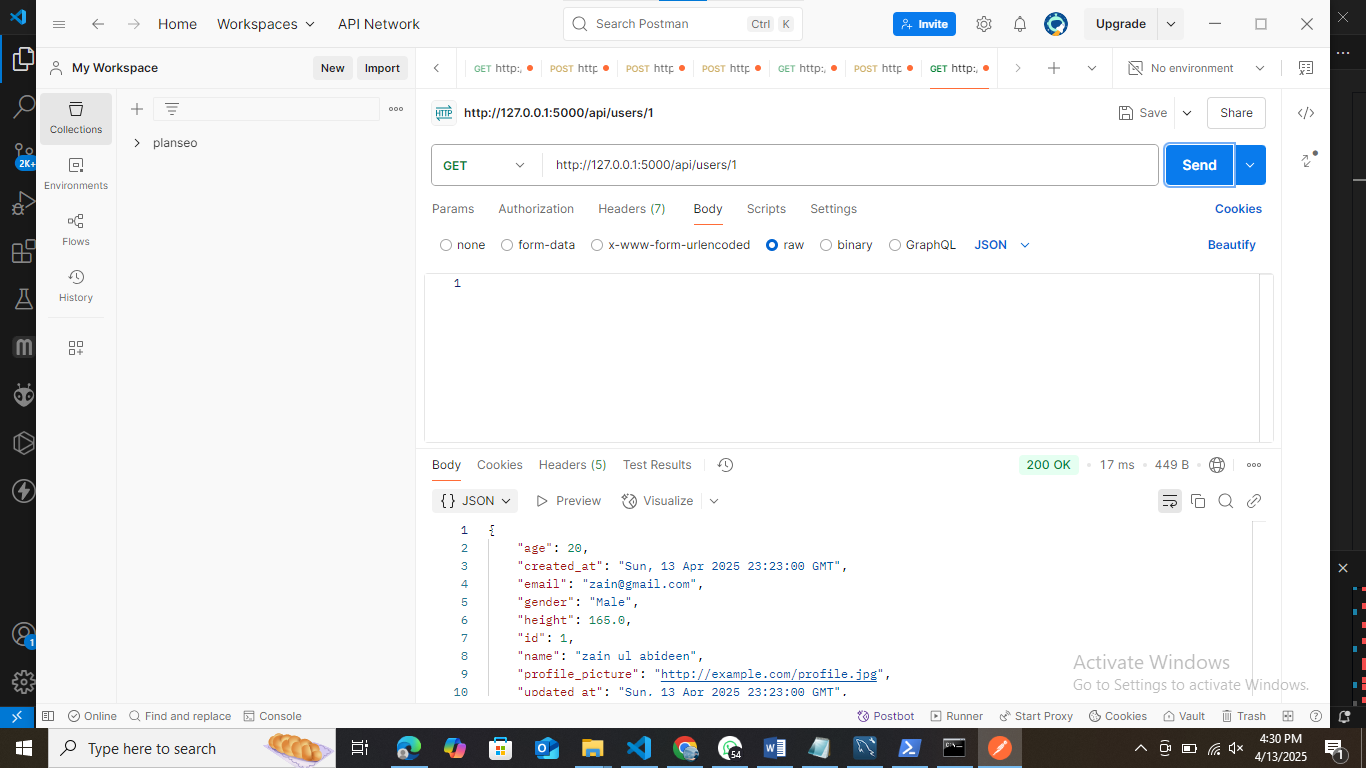 Home
Workspaces
API Network
Search Postman
Ctrl
K
Invite
Upgrade
My Workspace
New
Import
GET http:,
POST http
POST http
POST http
GET http:,
POST http
GET http:,
No environment
Collections
Environments
Flows
History
planseo
HTTP
http://127.0.0.1:5000/api/users/1
Save
Share
GET
http://127.0.0.1:5000/api/users/1
Send
Params
Authorization
Headers (7)
Body
Scripts
Settings
Cookies
none
form-data
x-www-form-urlencoded
raw
binary
GraphQL
JSON
Beautify
1
Body
Cookies
Headers (5)
Test Results
200 OK
17 ms
449 B
{} JSON
Preview
Visualize
1 {
2 "age": 20,
3 "created_at": "Sun, 13 Apr 2025 23:23:00 GMT",
4 "email": "zain@gmail.com",
5 "gender": "Male",
6 "height": 165.0,
7 "id": 1,
8 "name": "zain ul abideen",
9 "profile_picture": "http://example.com/profile.jpg",
10 "updated_at": "Sun, 13 Apr 2025 23:23:00 GMT",
Activate Windows
Go to Settings to activate Windows.
2K+
1
Online
Find and replace
Console
Postbot
Runner
Start Proxy
Cookies
Vault
Trash
Type here to search
54
4:30 PM
4/13/2025
1